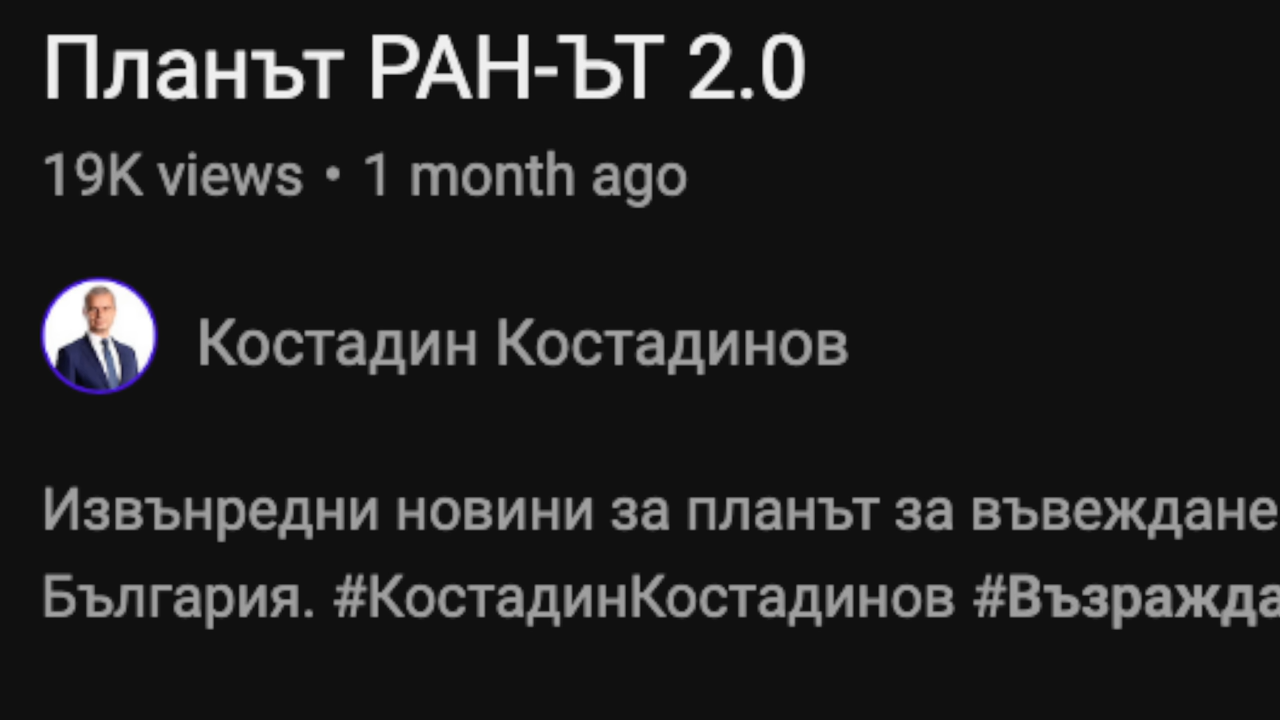 Планът РАН-ЪТ 2.0
19K views • 1 month ago
Костадин Костадинов
Извънредни новини за планът за въвеждане
България. #КостадинКостадинов #Възражда